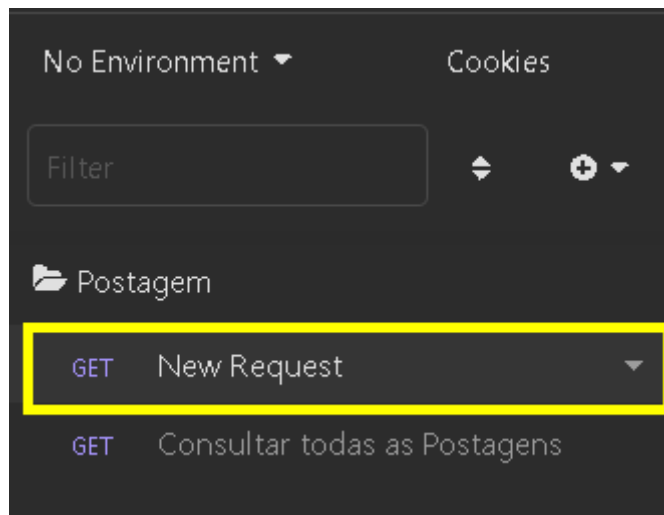 No Environment Cookies
Filter
Postagem
GET New Request
GET Consultar todas as Postagens